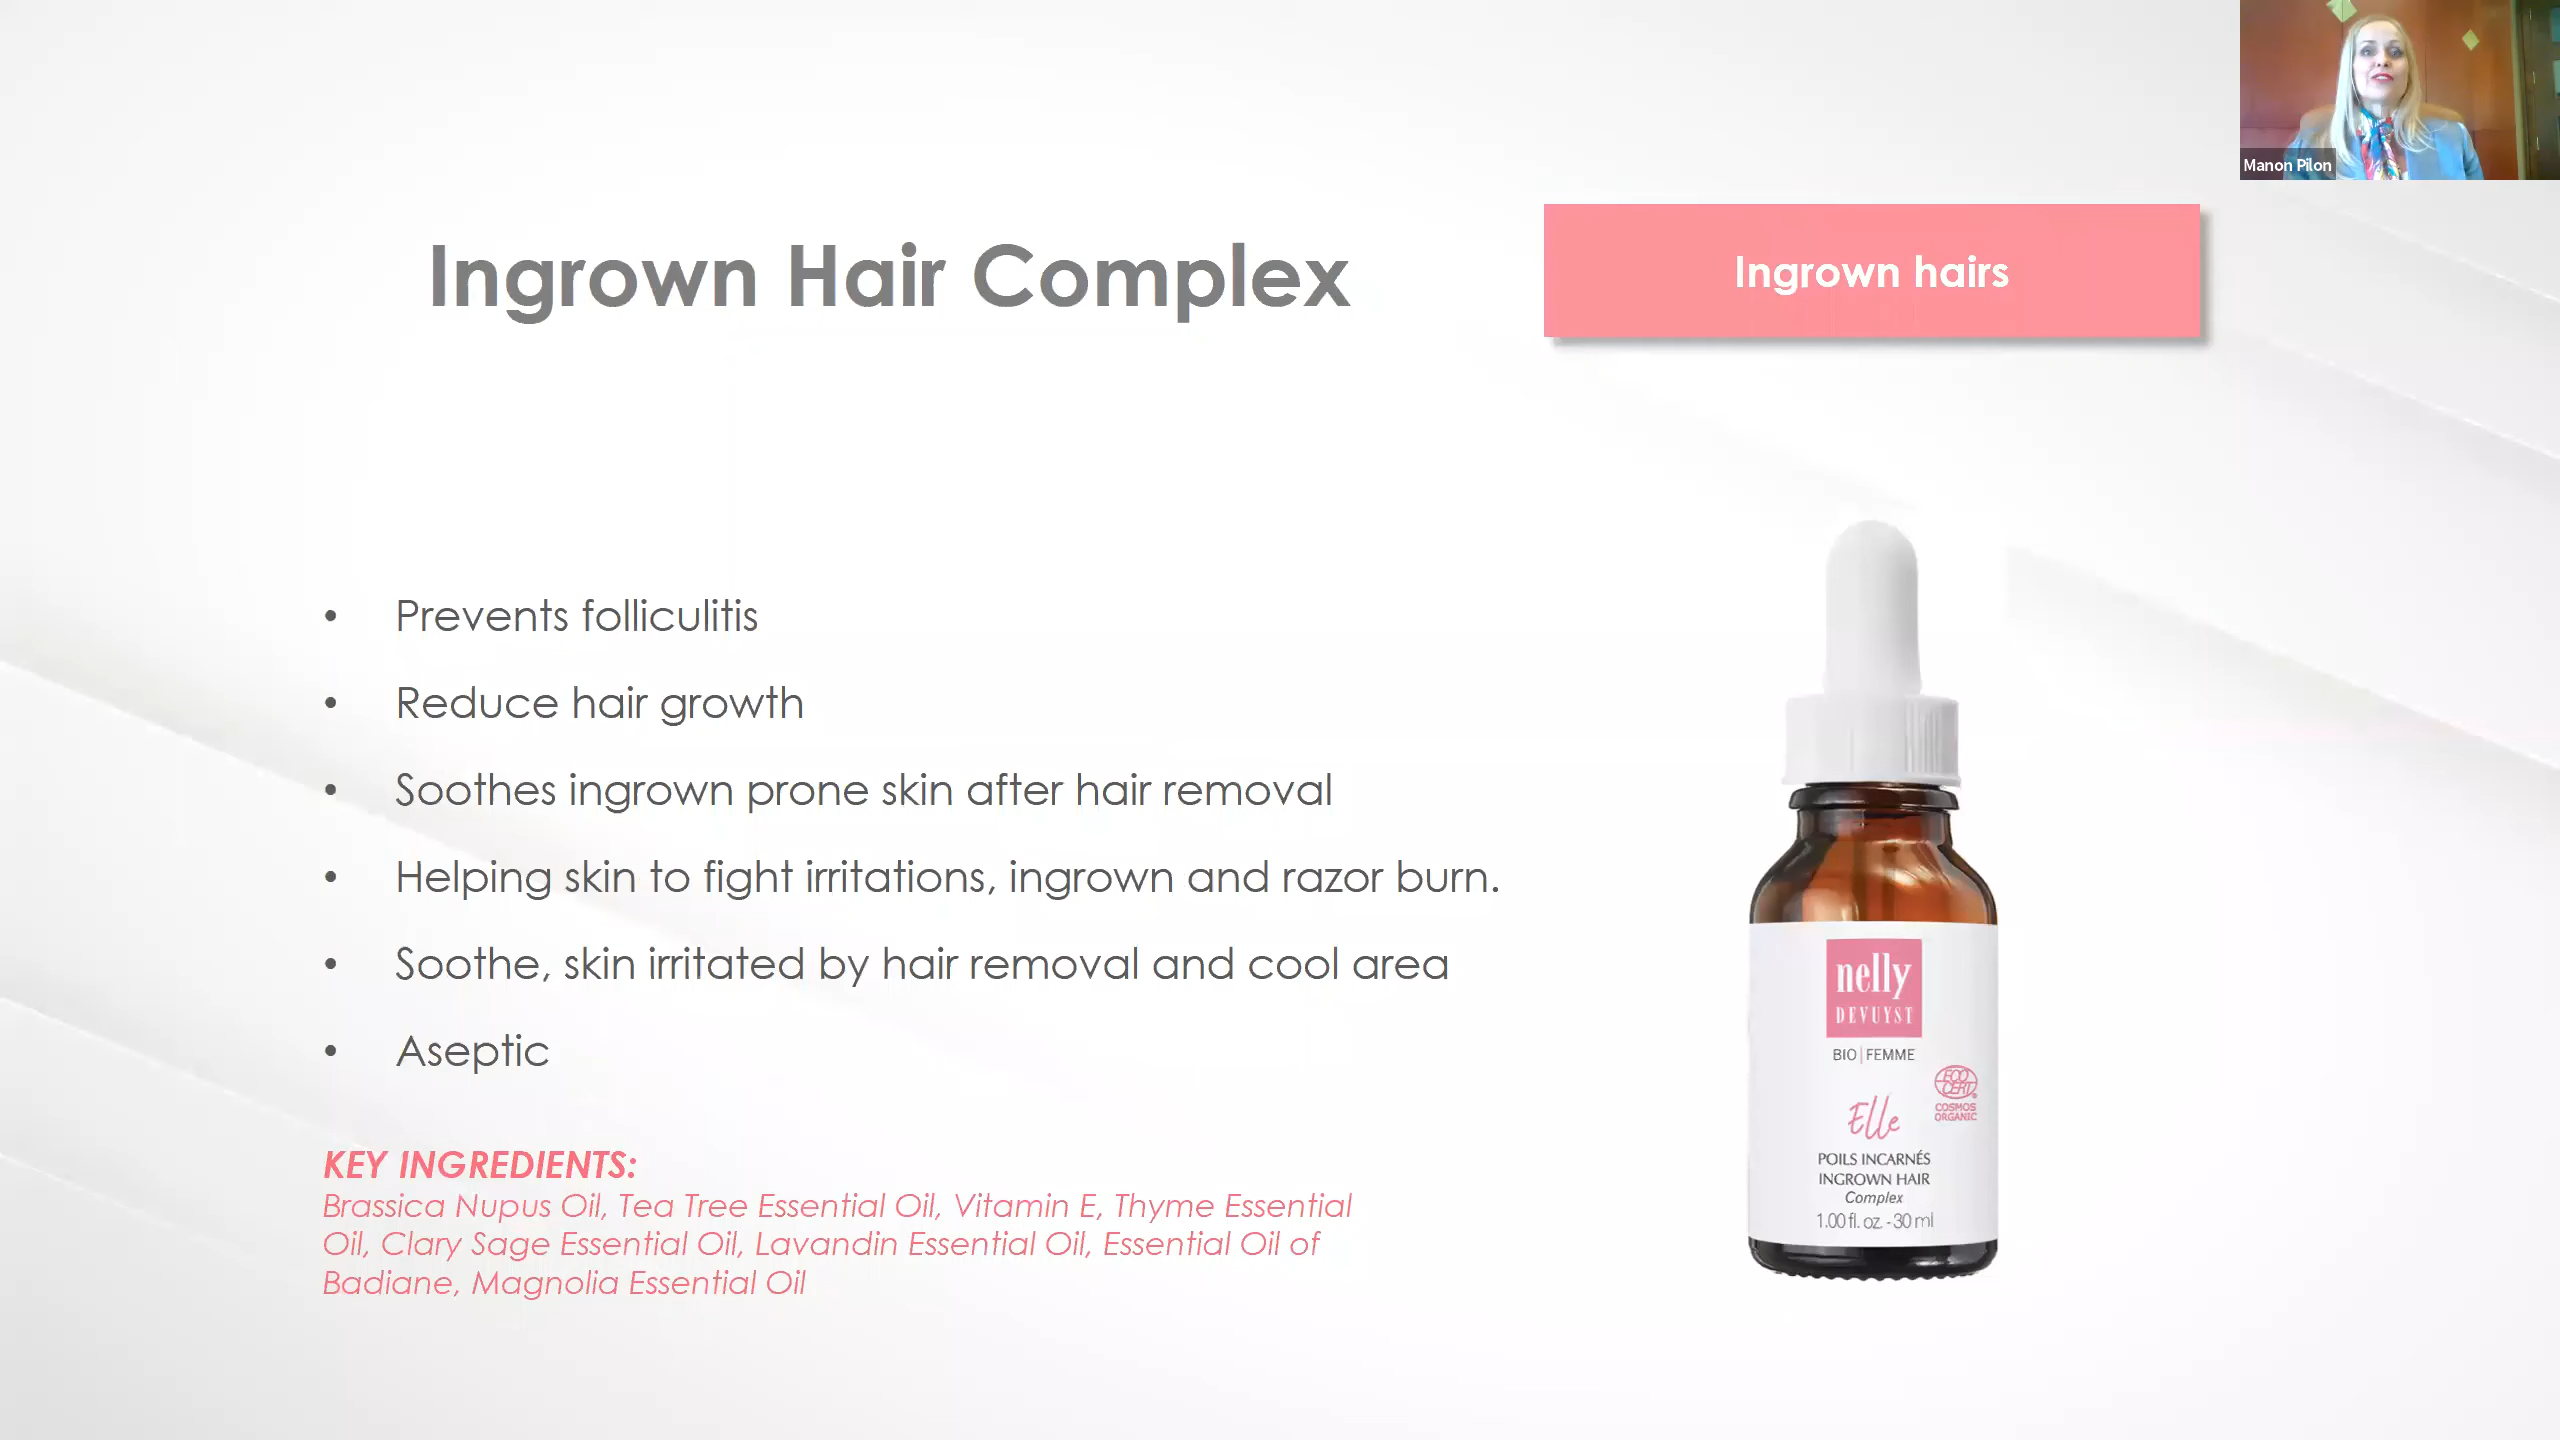 Manon Pilon
Ingrown Hair Complex
Ingrown hairs
• Prevents folliculitis
• Reduce hair growth
• Soothes ingrown prone skin after hair removal
• Helping skin to fight irritations, ingrown and razor burn.
• Soothe, skin irritated by hair removal and cool area
• Aseptic
KEY INGREDIENTS:
Brassica Nupus Oil, Tea Tree Essential Oil, Vitamin E, Thyme Essential
Oil, Clary Sage Essential Oil, Lavandin Essential Oil, Essential Oil of
Badiane, Magnolia Essential Oil
nelly
DEVUYST
BIO|FEMME
ECO
CERT
COSMOS
ORGANIC
Elle
POILS INCARNÉS
INGROWN HAIR
Complex
1.00 fl. oz. - 30 ml